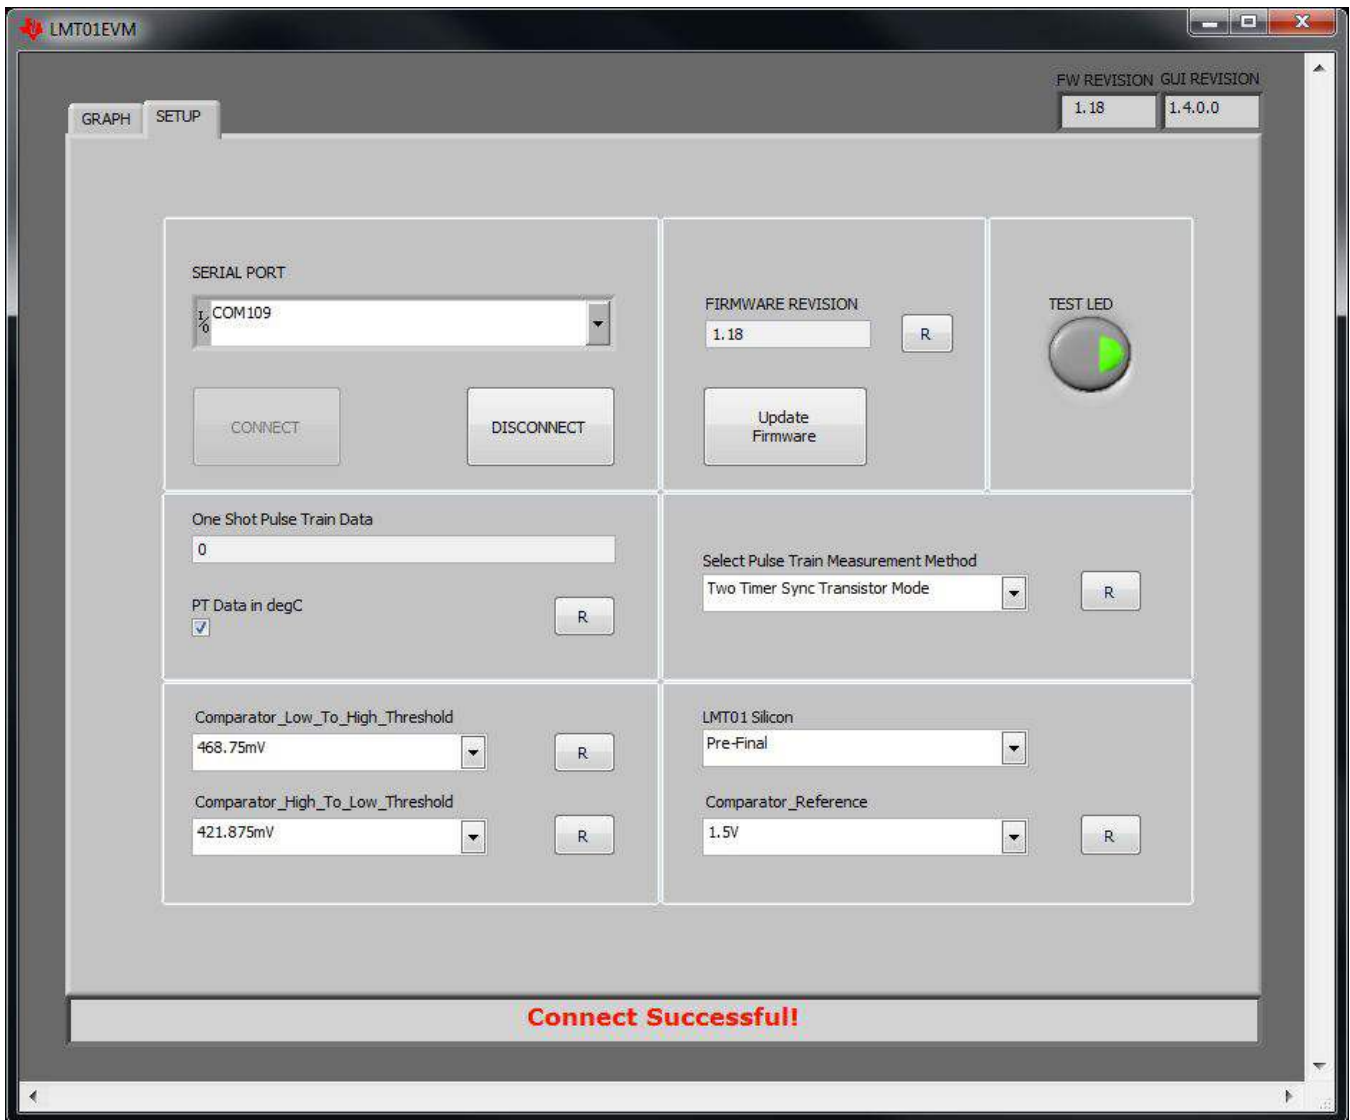 LMT01EVM
FW REVISION GUI REVISION
1.18 1.4.0.0
GRAPH SETUP
SERIAL PORT
I/O COM109
CONNECT DISCONNECT
FIRMWARE REVISION
1.18 R
Update
Firmware
TEST LED
One Shot Pulse Train Data
0
PT Data in degC
R
Select Pulse Train Measurement Method
Two Timer Sync Transistor Mode R
Comparator_Low_To_High_Threshold
468.75mV R
Comparator_High_To_Low_Threshold
421.875mV R
LMT01 Silicon
Pre-Final
Comparator_Reference
1.5V R
Connect Successful!